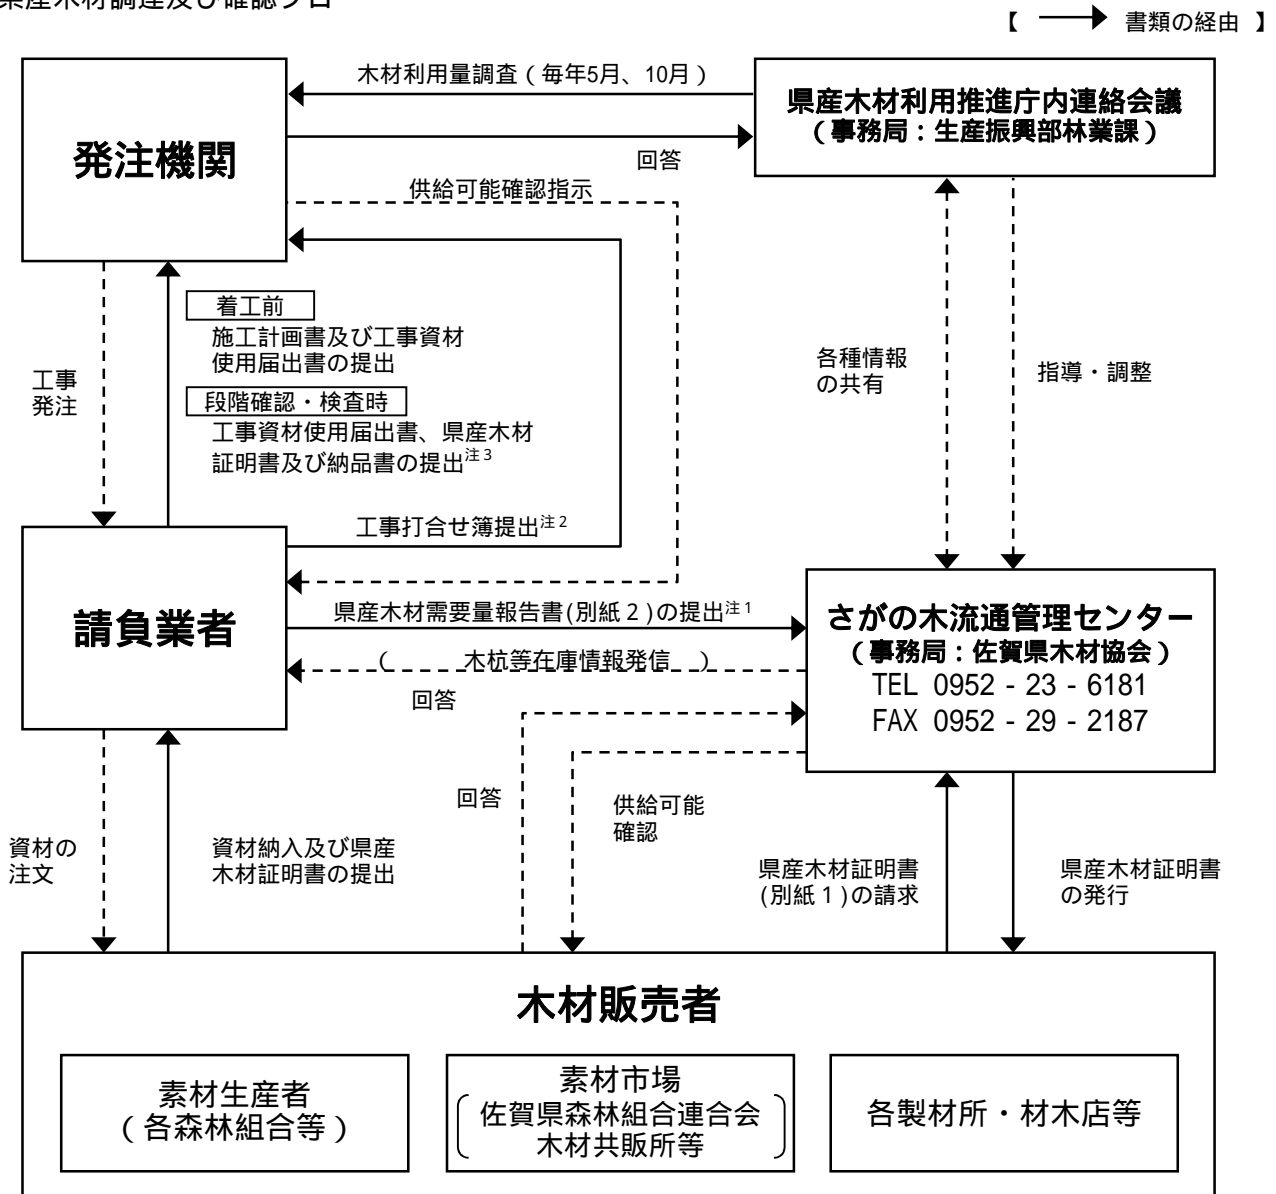 県産木材調達及び確認フロ
【 → 書類の経由 】
木材利用量調査（毎年5月、10月）
発注機関
県産木材利用推進庁内連絡会議
（事務局：生産振興部林業課）
回答
供給可能確認指示
着工前
施工計画書及び工事資材
使用届出書の提出
段階確認・検査時
工事資材使用届出書、県産木材
証明書及び納品書の提出注３
工事
発注
各種情報
の共有
指導・調整
工事打合せ簿提出注２
請負業者
県産木材需要量報告書(別紙２)の提出注１
（ 木杭等在庫情報発信 ）
回答
さがの木流通管理センター
（事務局：佐賀県木材協会）
TEL 0952 - 23 - 6181
FAX 0952 - 29 - 2187
回答
供給可能
確認
資材の
注文
資材納入及び県産
木材証明書の提出
県産木材証明書
(別紙１)の請求
県産木材証明書
の発行
木材販売者
素材生産者
（各森林組合等）
素材市場
佐賀県森林組合連合会
木材共販所等
各製材所・材木店等